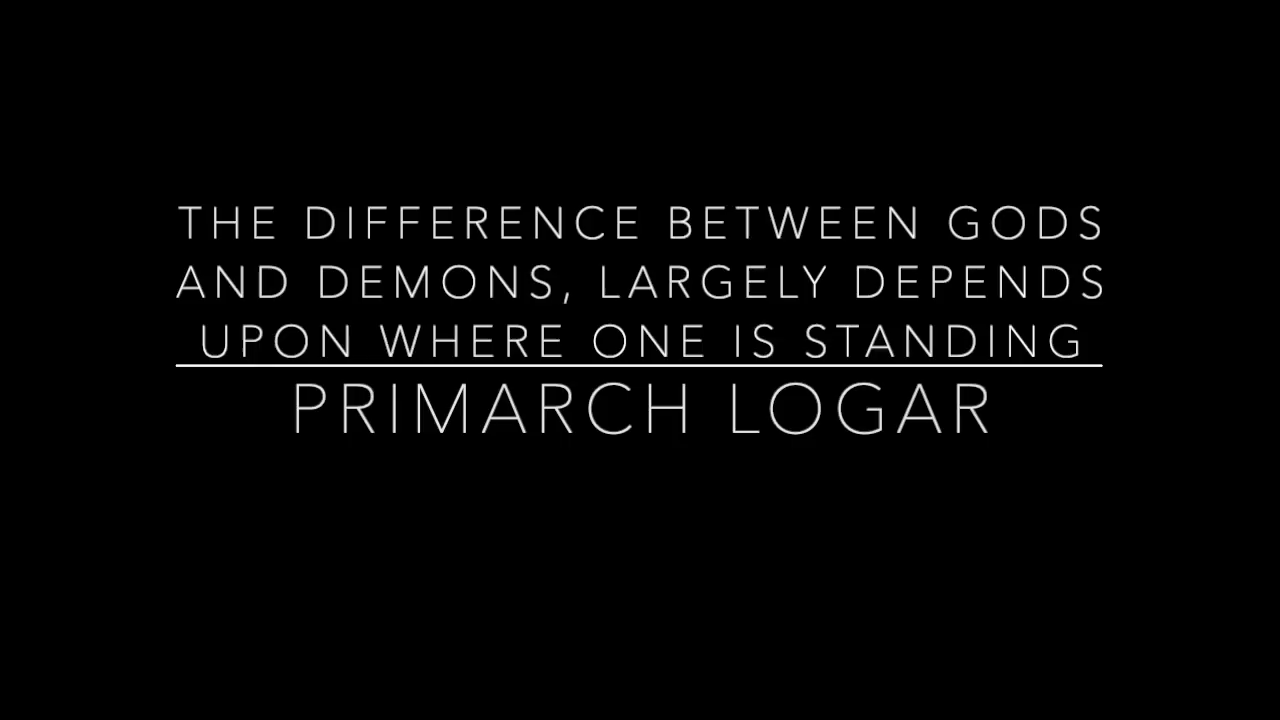 THE DIFFERENCE BETWEEN GODS
AND DEMONS, LARGELY DEPENDS
UPON WHERE ONE IS STANDING
PRIMARCH LOGAR